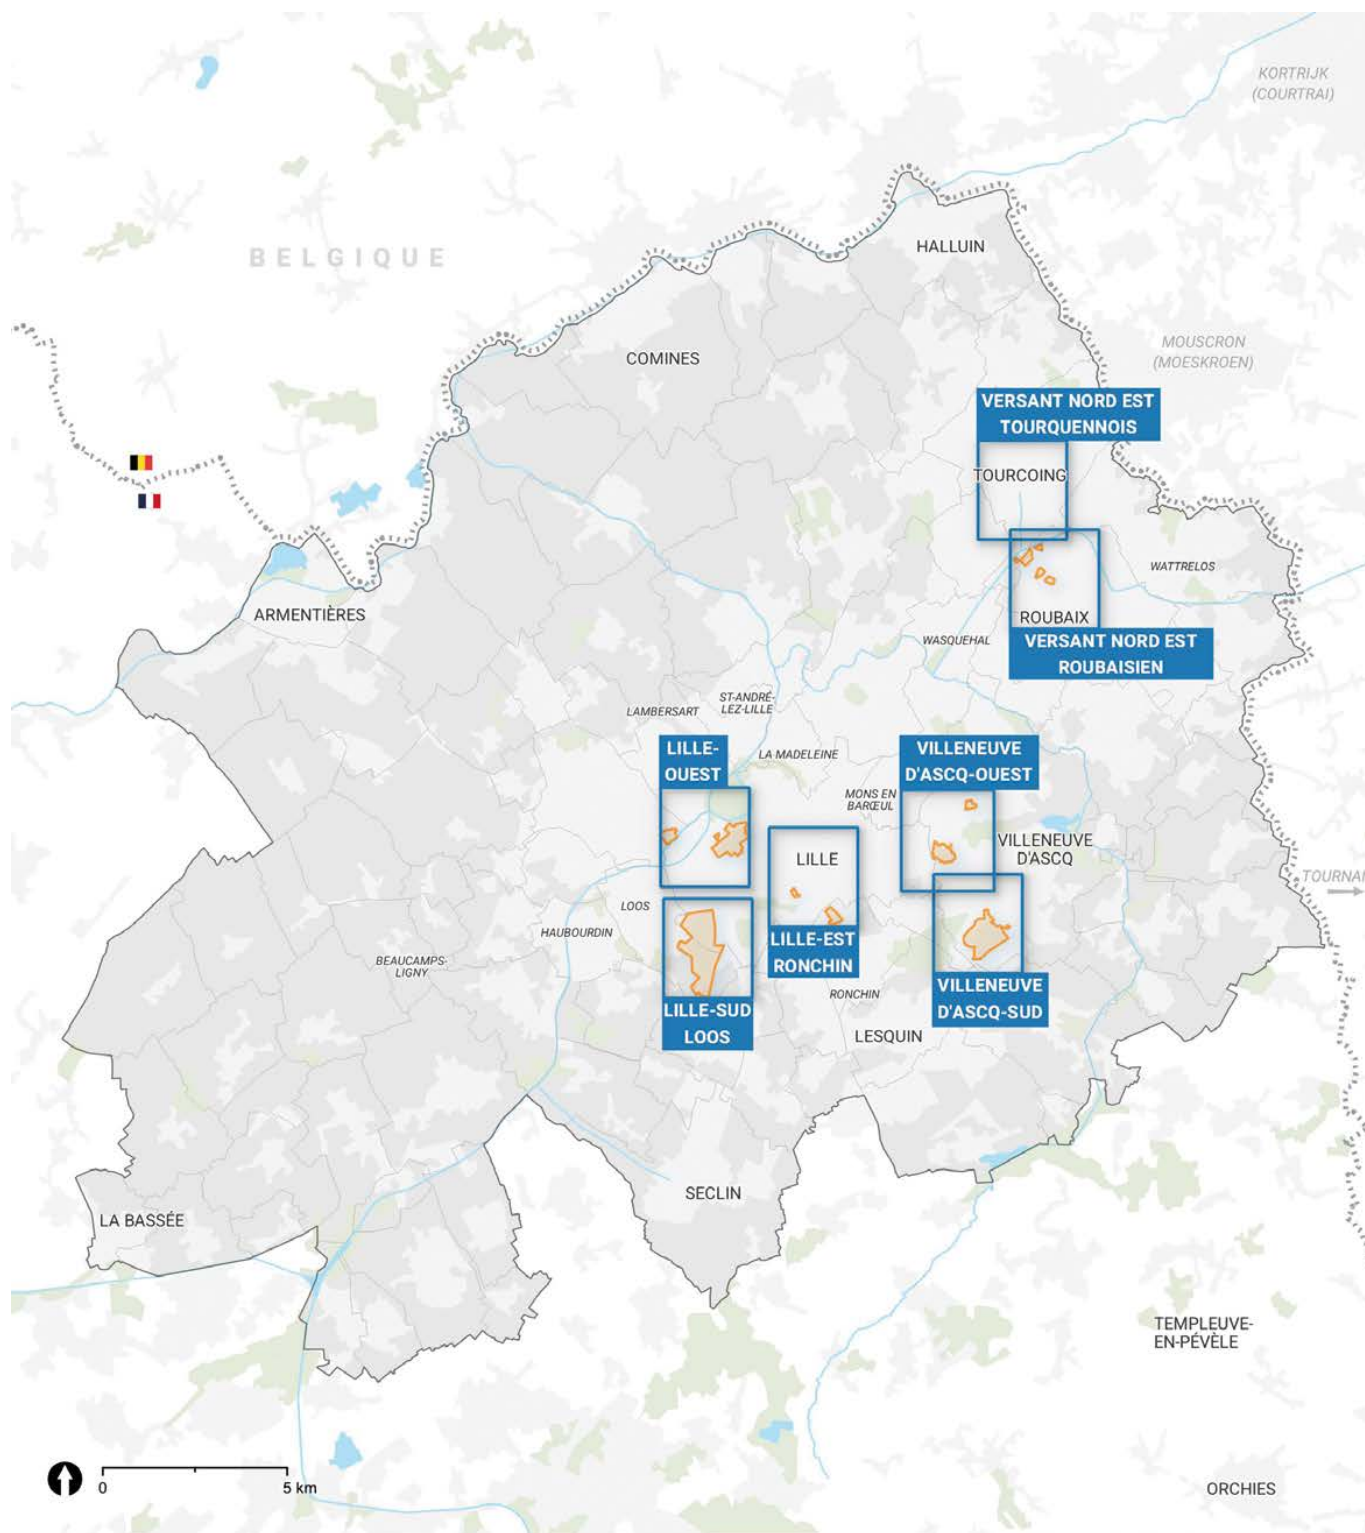 KORTRIJK
(COURTRAI)
BELGIQUE
HALLUIN
COMINES
MOUSCRON
(MOESKROEN)
VERSANT NORD EST
TOURQUENNOIS
TOURCOING
WATTRELOS
ARMENTIÈRES
ROUBAIX
WASQUEHAL
VERSANT NORD EST
ROUBAISIEN
ST-ANDRÉ-
LEZ-LILLE
LAMBERSART
LILLE-
OUEST
LA MADELEINE
VILLENEUVE
D'ASCQ-OUEST
MONS EN
BARŒUL
LILLE
VILLENEUVE
D'ASCQ
TOURNAI
LOOS
HAUBOURDIN
BEAUCAMPS-
LIGNY
LILLE-EST
RONCHIN
RONCHIN
VILLENEUVE
D'ASCQ-SUD
LILLE-SUD
LOOS
LESQUIN
SECLIN
LA BASSÉE
TEMPLEUVE-
EN-PÉVÈLE
0 5 km
ORCHIES